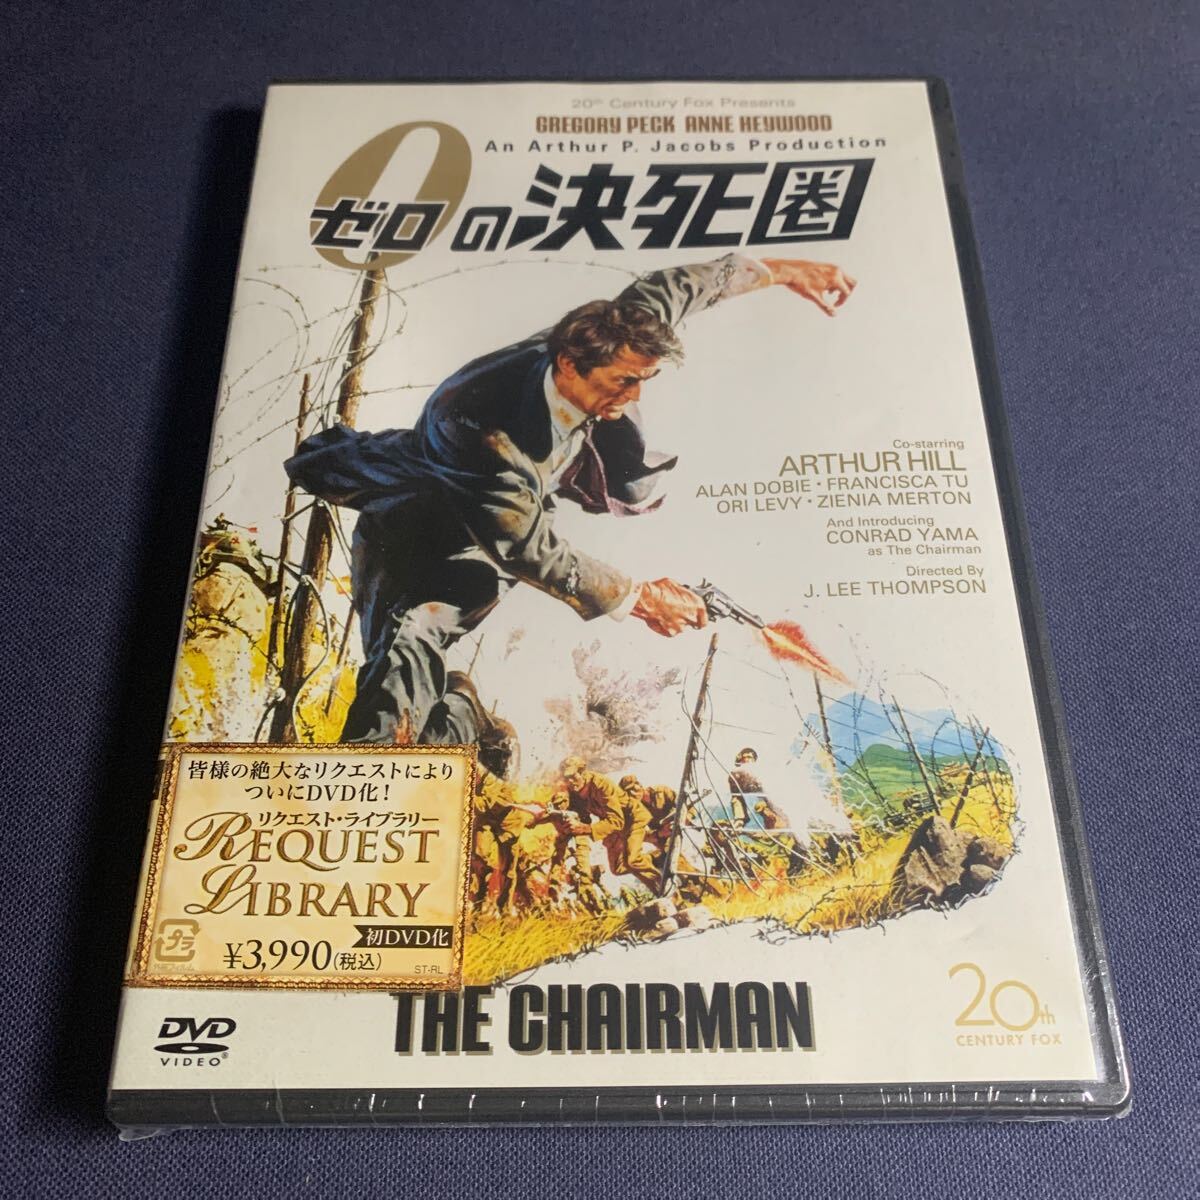 20th Century Fox Presents
GREGORY PECK ANNE HEYWOOD
An Arthur P. Jacobs Production
0
ゼロの決死圏
Co-starring
ARTHUR HILL
ALAN DOBIE・FRANCISCA TU
ORI LEVY・ZIENIA MERTON
And Introducing
CONRAD YAMA
as The Chairman
Directed By
J. LEE THOMPSON
皆様の絶大なリクエストにより
ついにDVD化!
リクエスト・ライブラリー
REQUEST
LIBRARY
初DVD化
プラ
¥3,990(税込)
ST-RL
THE CHAIRMAN
DVD
VIDEO®
20th
CENTURY FOX